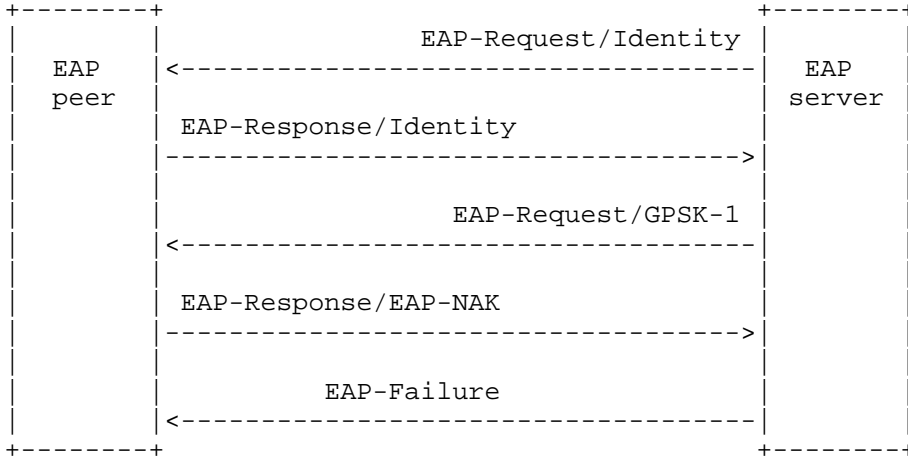 EAP-Request/Identity
EAP EAP
peer server
EAP-Response/Identity
EAP-Request/GPSK-1
EAP-Response/EAP-NAK
EAP-Failure